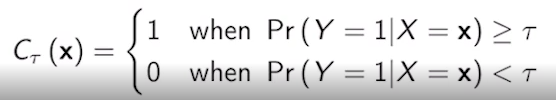 C_τ (x) = { 1 when Pr (Y = 1|X = x) ≥ τ
0 when Pr (Y = 1|X = x) < τ